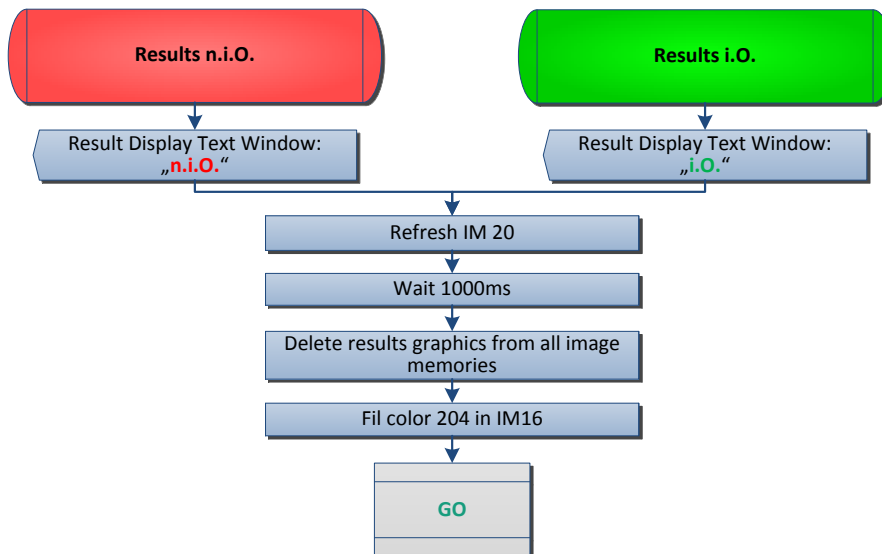 Results n.i.O.
Results i.O.
Result Display Text Window:
„n.i.O.“
Result Display Text Window:
„i.O.“
Refresh IM 20
Wait 1000ms
Delete results graphics from all image
memories
Fil color 204 in IM16
GO